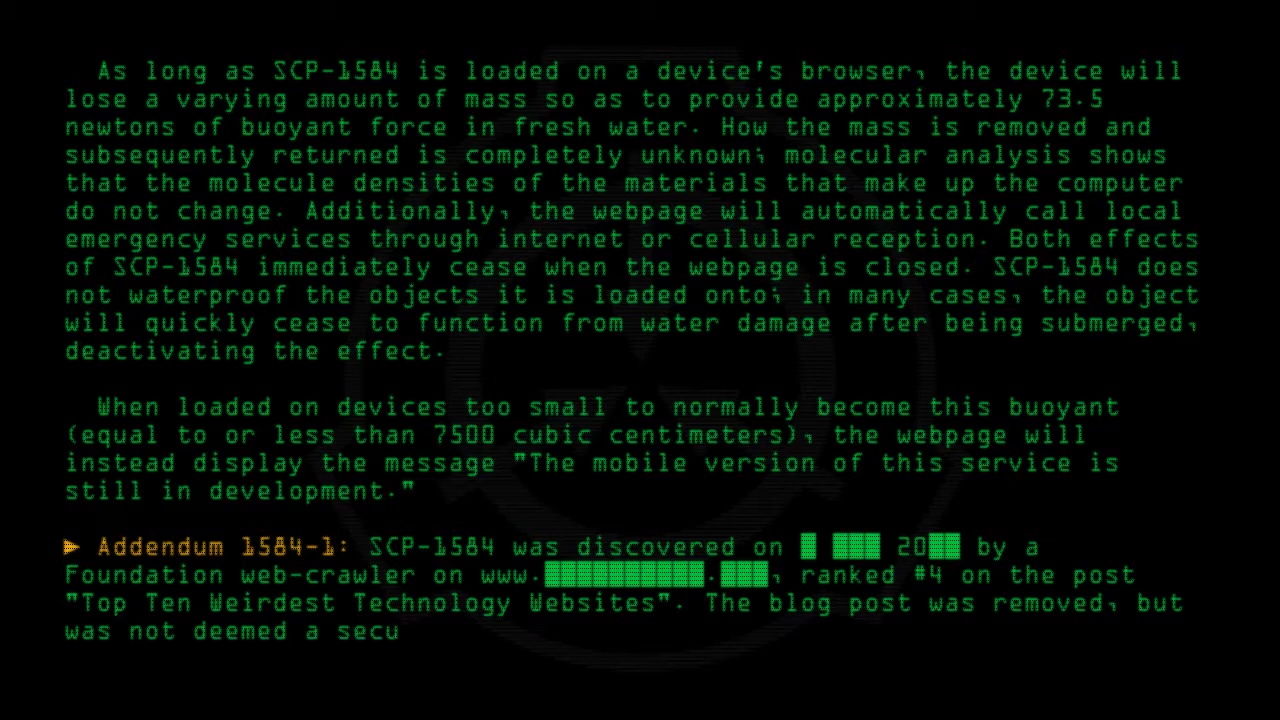 As long as SCP-1584 is loaded on a device's browser, the device will
lose a varying amount of mass so as to provide approximately 73.5
newtons of buoyant force in fresh water. How the mass is removed and
subsequently returned is completely unknown; molecular analysis shows
that the molecule densities of the materials that make up the computer
do not change. Additionally, the webpage will automatically call local
emergency services through internet or cellular reception. Both effects
of SCP-1584 immediately cease when the webpage is closed. SCP-1584 does
not waterproof the objects it is loaded onto; in many cases, the object
will quickly cease to function from water damage after being submerged,
deactivating the effect.
When loaded on devices too small to normally become this buoyant
(equal to or less than 7500 cubic centimeters), the webpage will
instead display the message "The mobile version of this service is
still in development."
► Addendum 1584-1: SCP-1584 was discovered on █ ███ 20██ by a
Foundation web-crawler on www.██████████.███, ranked #4 on the post
"Top Ten Weirdest Technology Websites". The blog post was removed, but
was not deemed a secu